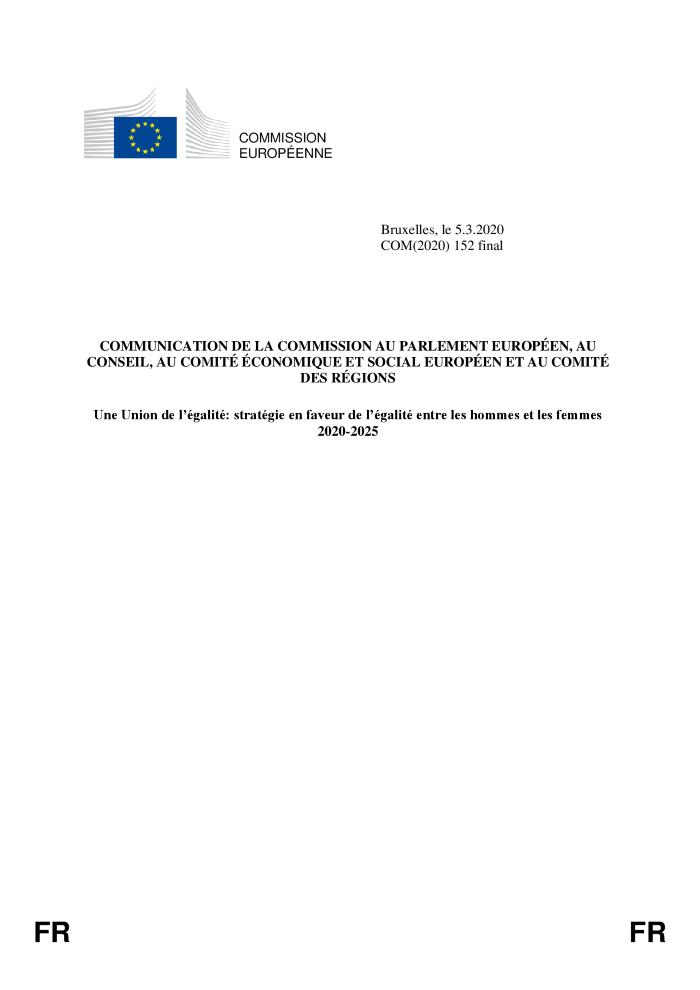 COMMISSION
EUROPÉENNE
Bruxelles, le 5.3.2020
COM(2020) 152 final
COMMUNICATION DE LA COMMISSION AU PARLEMENT EUROPÉEN, AU
CONSEIL, AU COMITÉ ÉCONOMIQUE ET SOCIAL EUROPÉEN ET AU COMITÉ
DES RÉGIONS
Une Union de l’égalité: stratégie en faveur de l’égalité entre les hommes et les femmes
2020-2025
FR FR